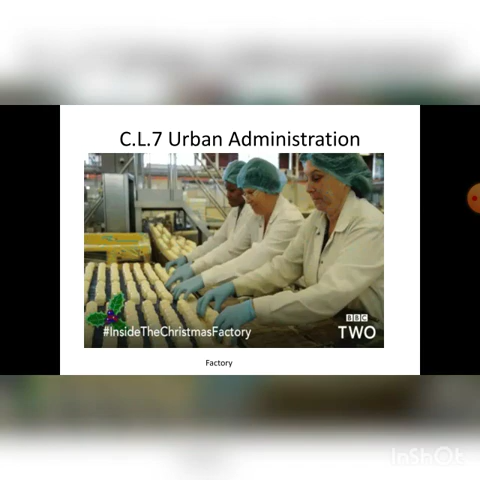 C.L.7 Urban Administration
#InsideTheChristmasFactory
BBC
TWO
Factory
InShOt